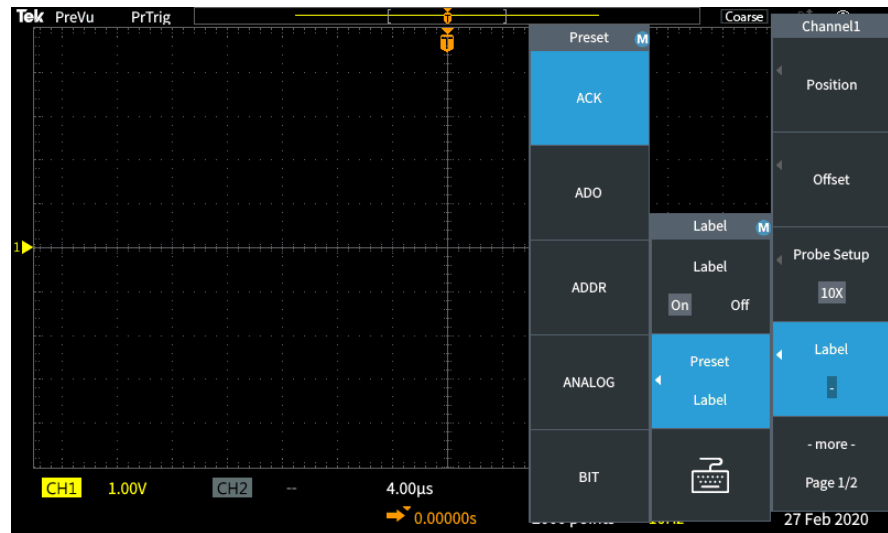 Tek PreVu PrTrig Coarse
T
T
Preset M
ACK
ADO
ADDR
ANALOG
BIT
Label M
Label
On Off
Preset
Label
Channel1
Position
Offset
Probe Setup
10X
Label
-
- more -
Page 1/2
1
CH1 1.00V CH2 -- 4.00µs
0.00000s
27 Feb 2020